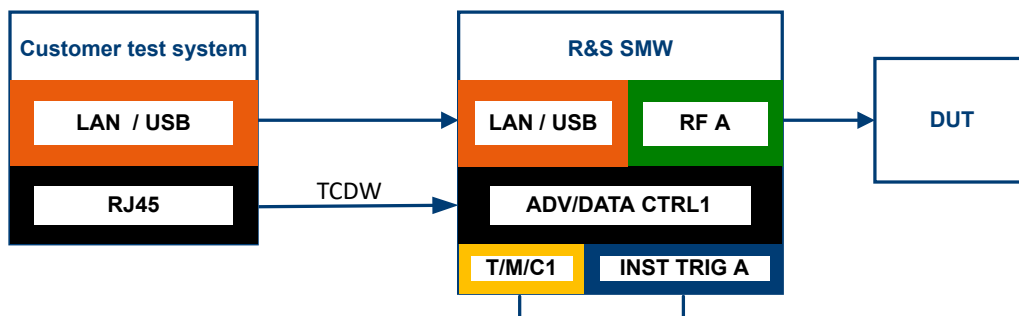 Customer test system
R&S SMW
LAN / USB
LAN / USB
RF A
DUT
RJ45
TCDW
ADV/DATA CTRL1
T/M/C1
INST TRIG A